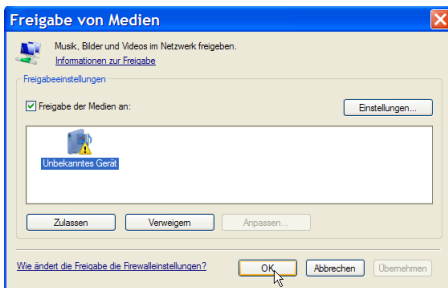 Freigabe von Medien
Musik, Bilder und Videos im Netzwerk freigeben.
Informationen zur Freigabe
Freigabeeinstellungen
Freigabe der Medien an:
Einstellungen...
Unbekanntes Gerät
Zulassen
Verweigern
Anpassen...
Wie ändert die Freigabe die Firewalleinstellungen?
OK
Abbrechen
Übernehmen